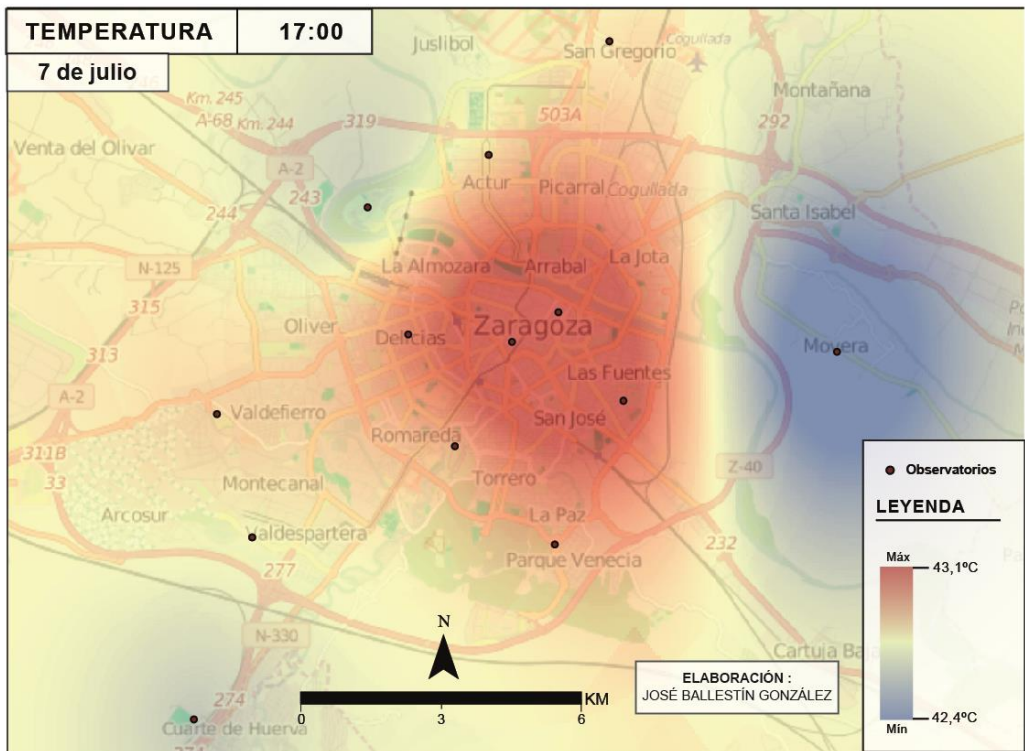 TEMPERATURA 17:00
7 de julio
Juslibol
San Gregorio
Cogullada
Montañana
Km. 245
A-68 Km. 244
319
503A
292
Venta del Olivar
A-2
243
Actur
Picarral
Cogullada
244
Santa Isabel
N-125
La Almozara
Arrabal
La Jota
315
Oliver
Delicias
Zaragoza
Movera
313
Las Fuentes
A-2
Valdefierro
San José
Romareda
311B
33
Montecanal
Torrero
Z-40
Arcosur
La Paz
Valdespartera
Parque Venecia
232
277
N-330
Cartuja Baja
274
Cuarte de Huerva
274
N
KM
0 3 6
ELABORACIÓN :
JOSÉ BALLESTÍN GONZÁLEZ
Observatorios
LEYENDA
Máx
43,1ºC
42,4ºC
Mín